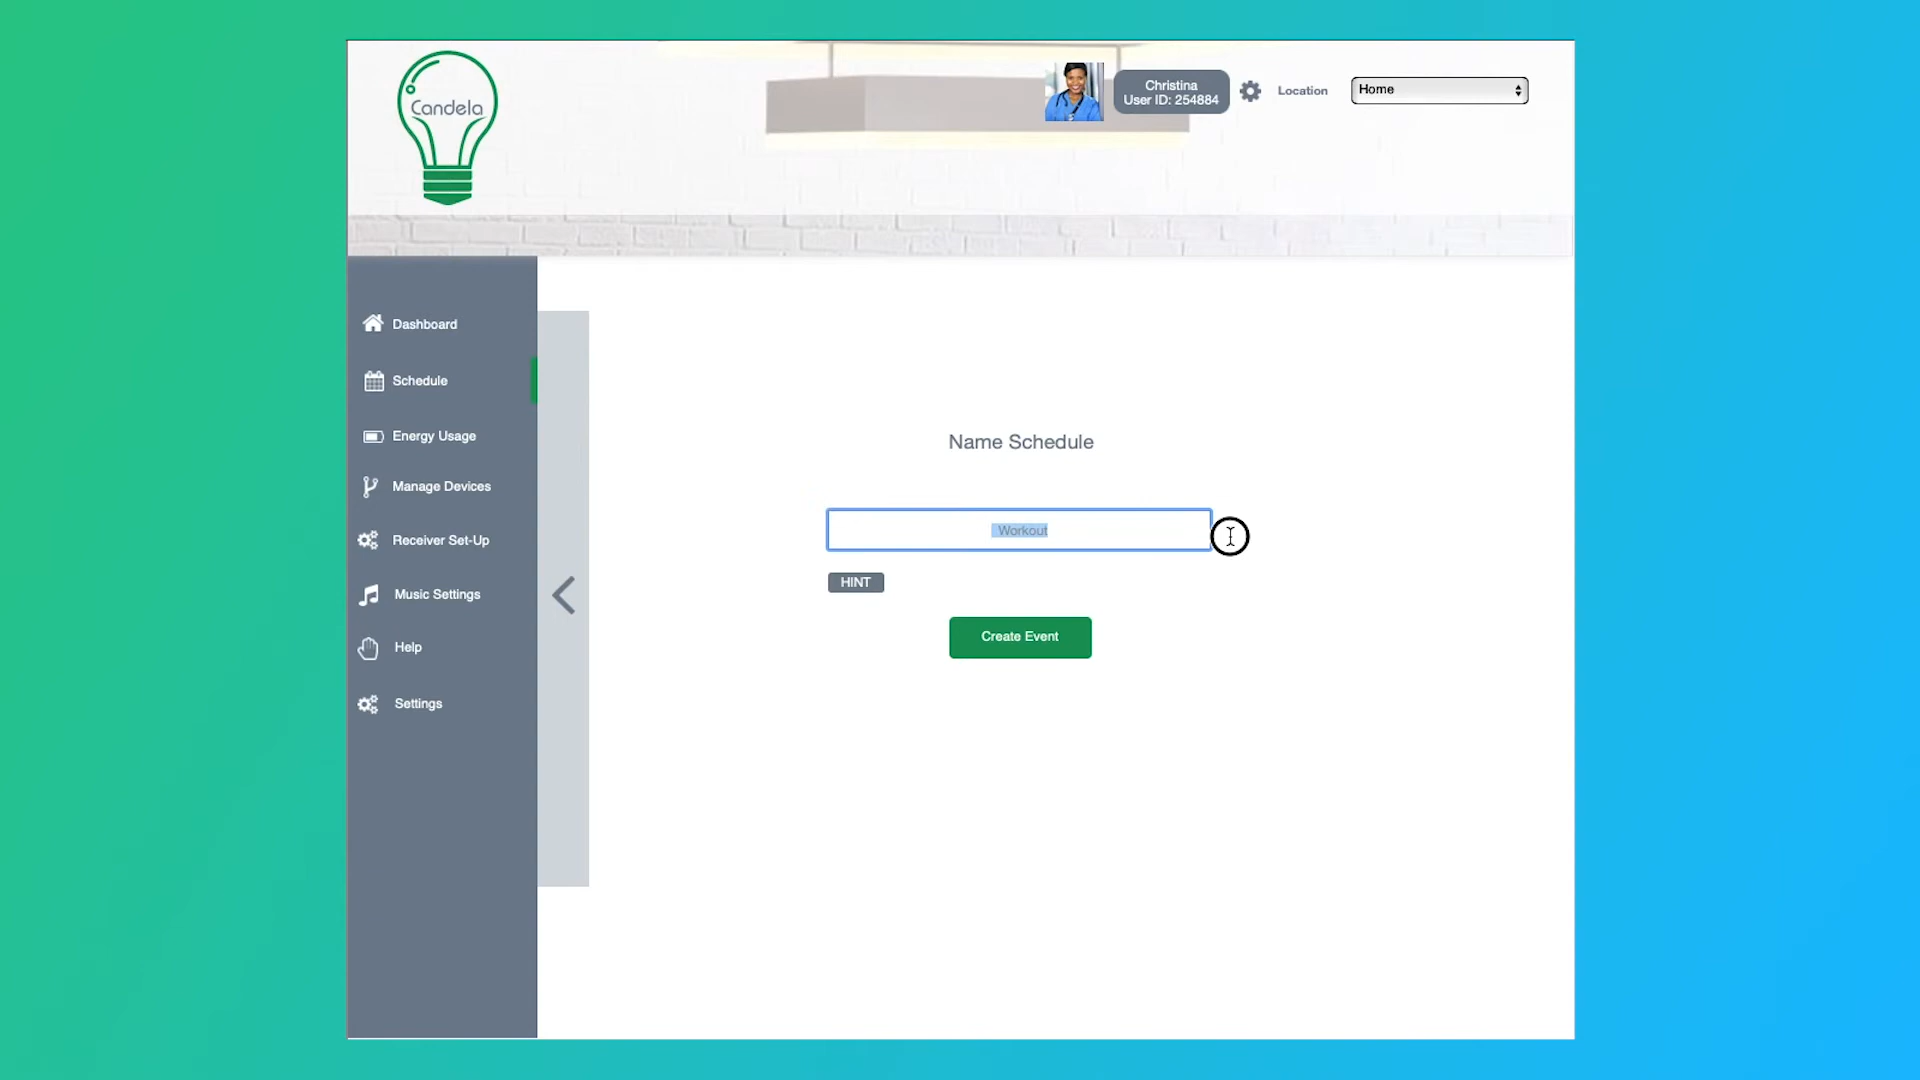 Candela
Christina
User ID: 254884
Location
Home
Dashboard
Schedule
Energy Usage
Manage Devices
Receiver Set-Up
Music Settings
Help
Settings
Name Schedule
Workout
HINT
Create Event